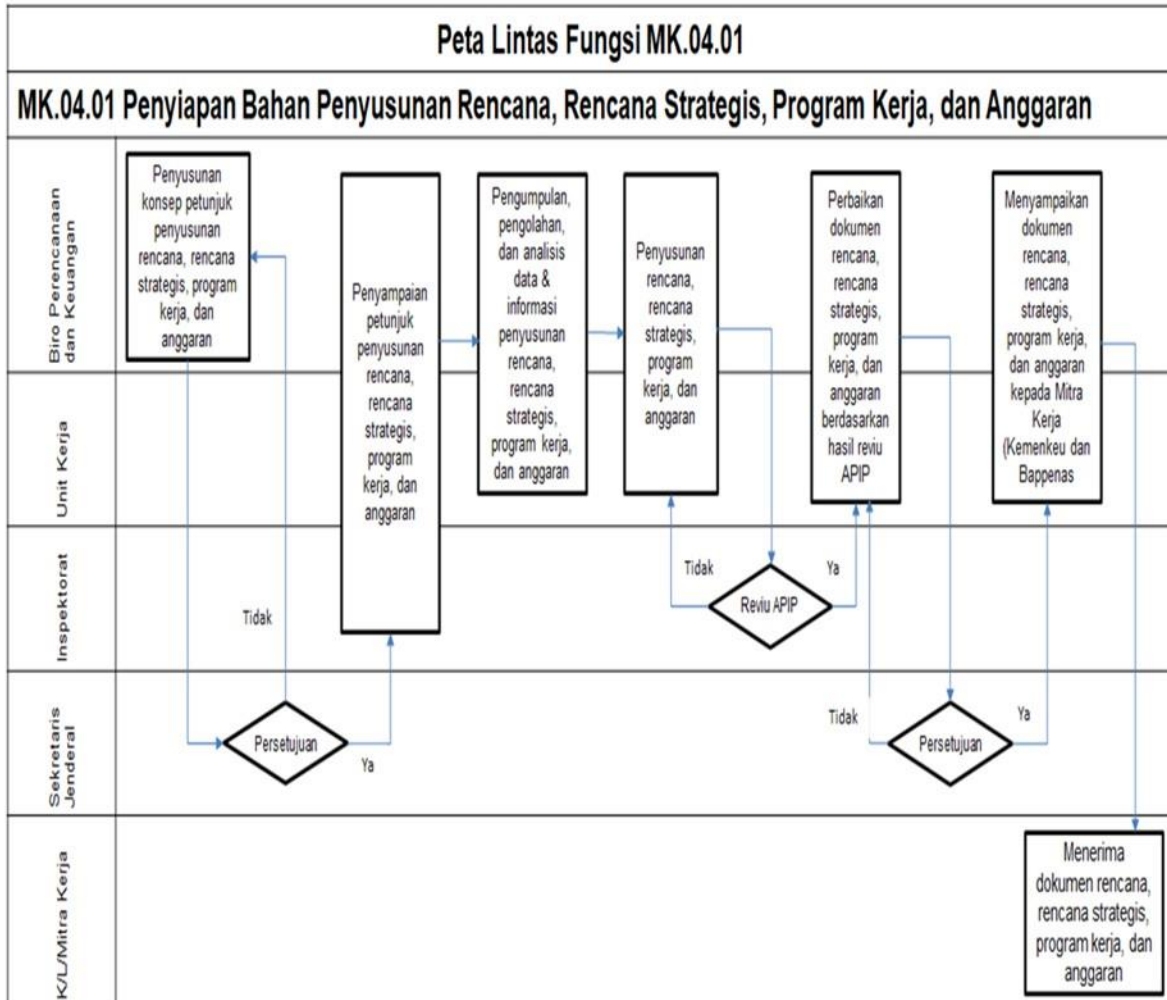 Peta Lintas Fungsi MK.04.01
MK.04.01 Penyiapan Bahan Penyusunan Rencana, Rencana Strategis, Program Kerja, dan Anggaran
Biro Perencanaan
dan Keuangan
Penyusunan
konsep petunjuk
penyusunan
rencana, rencana
strategis, program
kerja, dan
anggaran
Penyampaian
petunjuk
penyusunan
rencana,
rencana
strategis,
program
kerja, dan
anggaran
Pengumpulan,
pengolahan,
dan analisis
data &
informasi
penyusunan
rencana,
rencana
strategis,
program kerja,
dan anggaran
Penyusunan
rencana,
rencana
strategis,
program
kerja, dan
anggaran
Perbaikan
dokumen
rencana,
rencana
strategis,
program
kerja, dan
anggaran
berdasarkan
hasil reviu
APIP
Menyampaikan
dokumen
rencana,
rencana
strategis,
program kerja,
dan anggaran
kepada Mitra
Kerja
(Kemenkeu dan
Bappenas
Unit Kerja
Inspektorat
Tidak
Tidak
Reviu APIP
Ya
Sekretaris
Jenderal
Persetujuan
Ya
Tidak
Persetujuan
Ya
K/L/Mitra Kerja
Menerima
dokumen rencana,
rencana strategis,
program kerja, dan
anggaran